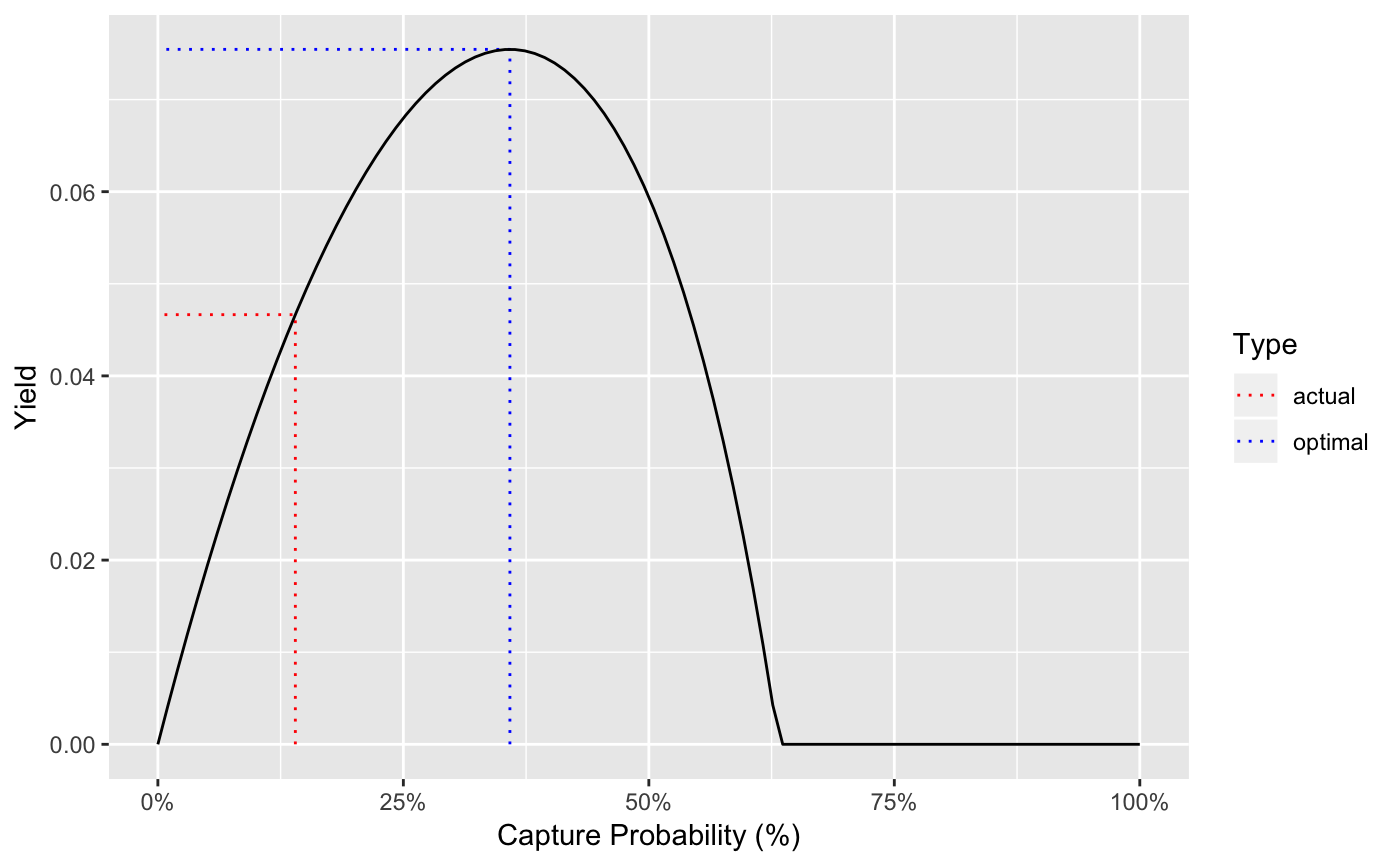 Yield
0.06
0.04
0.02
0.00
0%
25%
50%
75%
100%
Capture Probability (%)
Type
actual
optimal